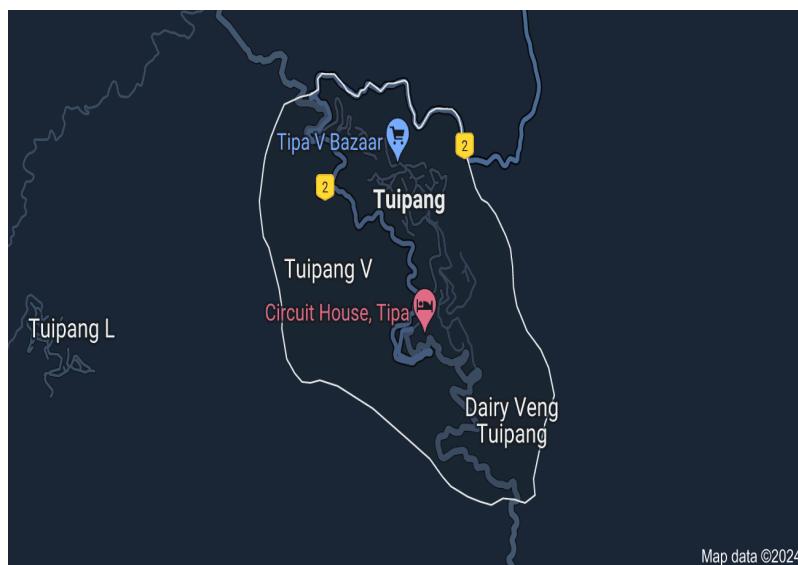 Tipa V Bazaar
2
2
Tuipang
Tuipang V
Circuit House, Tipa
Tuipang L
Dairy Veng
Tuipang
Map data ©2024